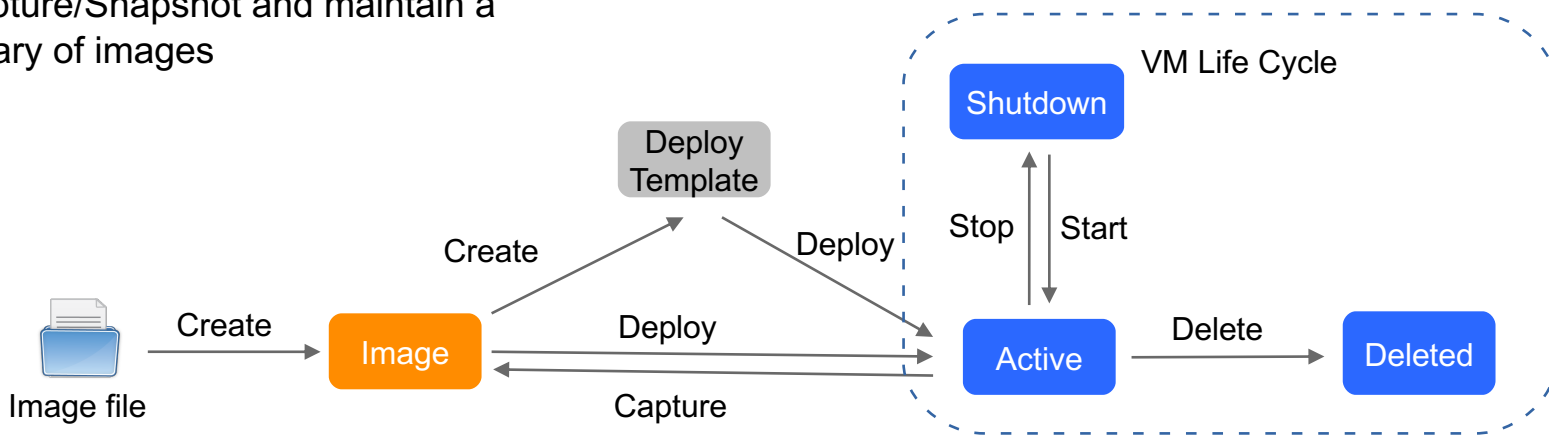 pture/Snapshot and maintain a
ary of images
VM Life Cycle
Shutdown
Deploy
Template
Stop
Start
Create
Deploy
Create
Deploy
Delete
Image
Active
Deleted
Image file
Capture